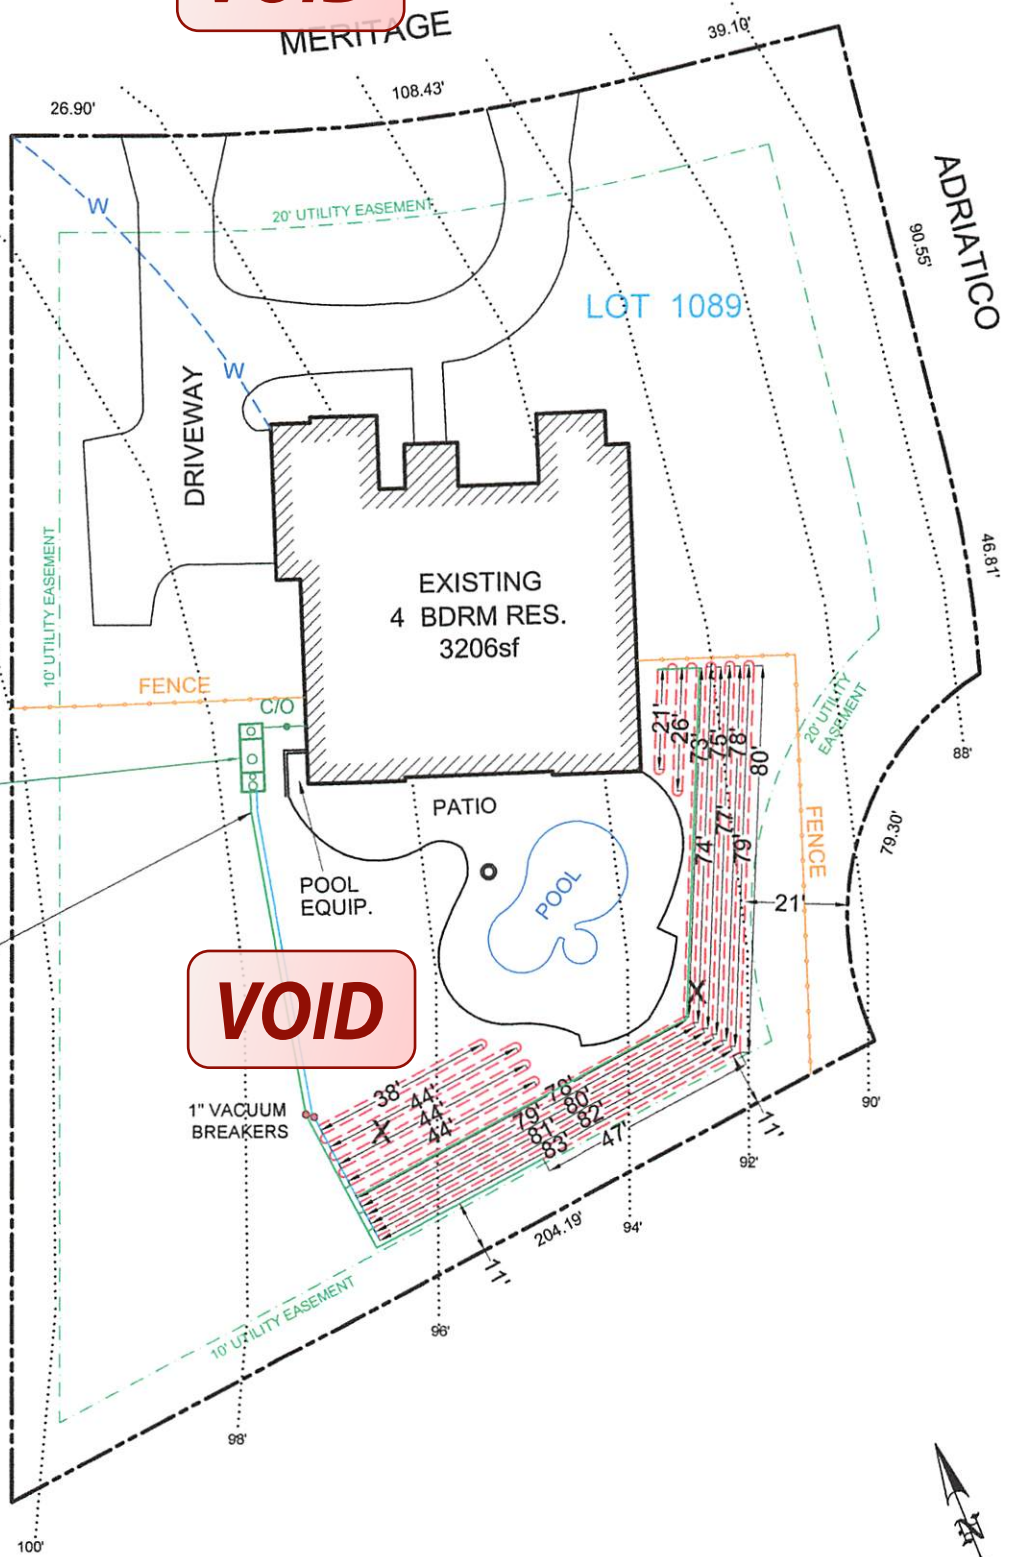 VOID
MERITAGE
39.10'
108.43'
26.90'
ADRIATICO
W
20' UTILITY EASEMENT
90.55'
LOT 1089
W
DRIVEWAY
46.81'
EXISTING
4 BDRM RES.
3206sf
10' UTILITY EASEMENT
FENCE
C/O
20' UTILITY
EASEMENT
21'
26'
73'
75'
78'
80'
88'
PATIO
74'
77'
79'
FENCE
79.30'
POOL
POOL
EQUIP.
21'
VOID
X
38'
44'
44'
44'
X
79'
78'
81'
80'
83'
82'
47'
1" VACUUM
BREAKERS
11'
90'
92'
94'
204.19'
11'
96'
10' UTILITY EASEMENT
98'
100'
N